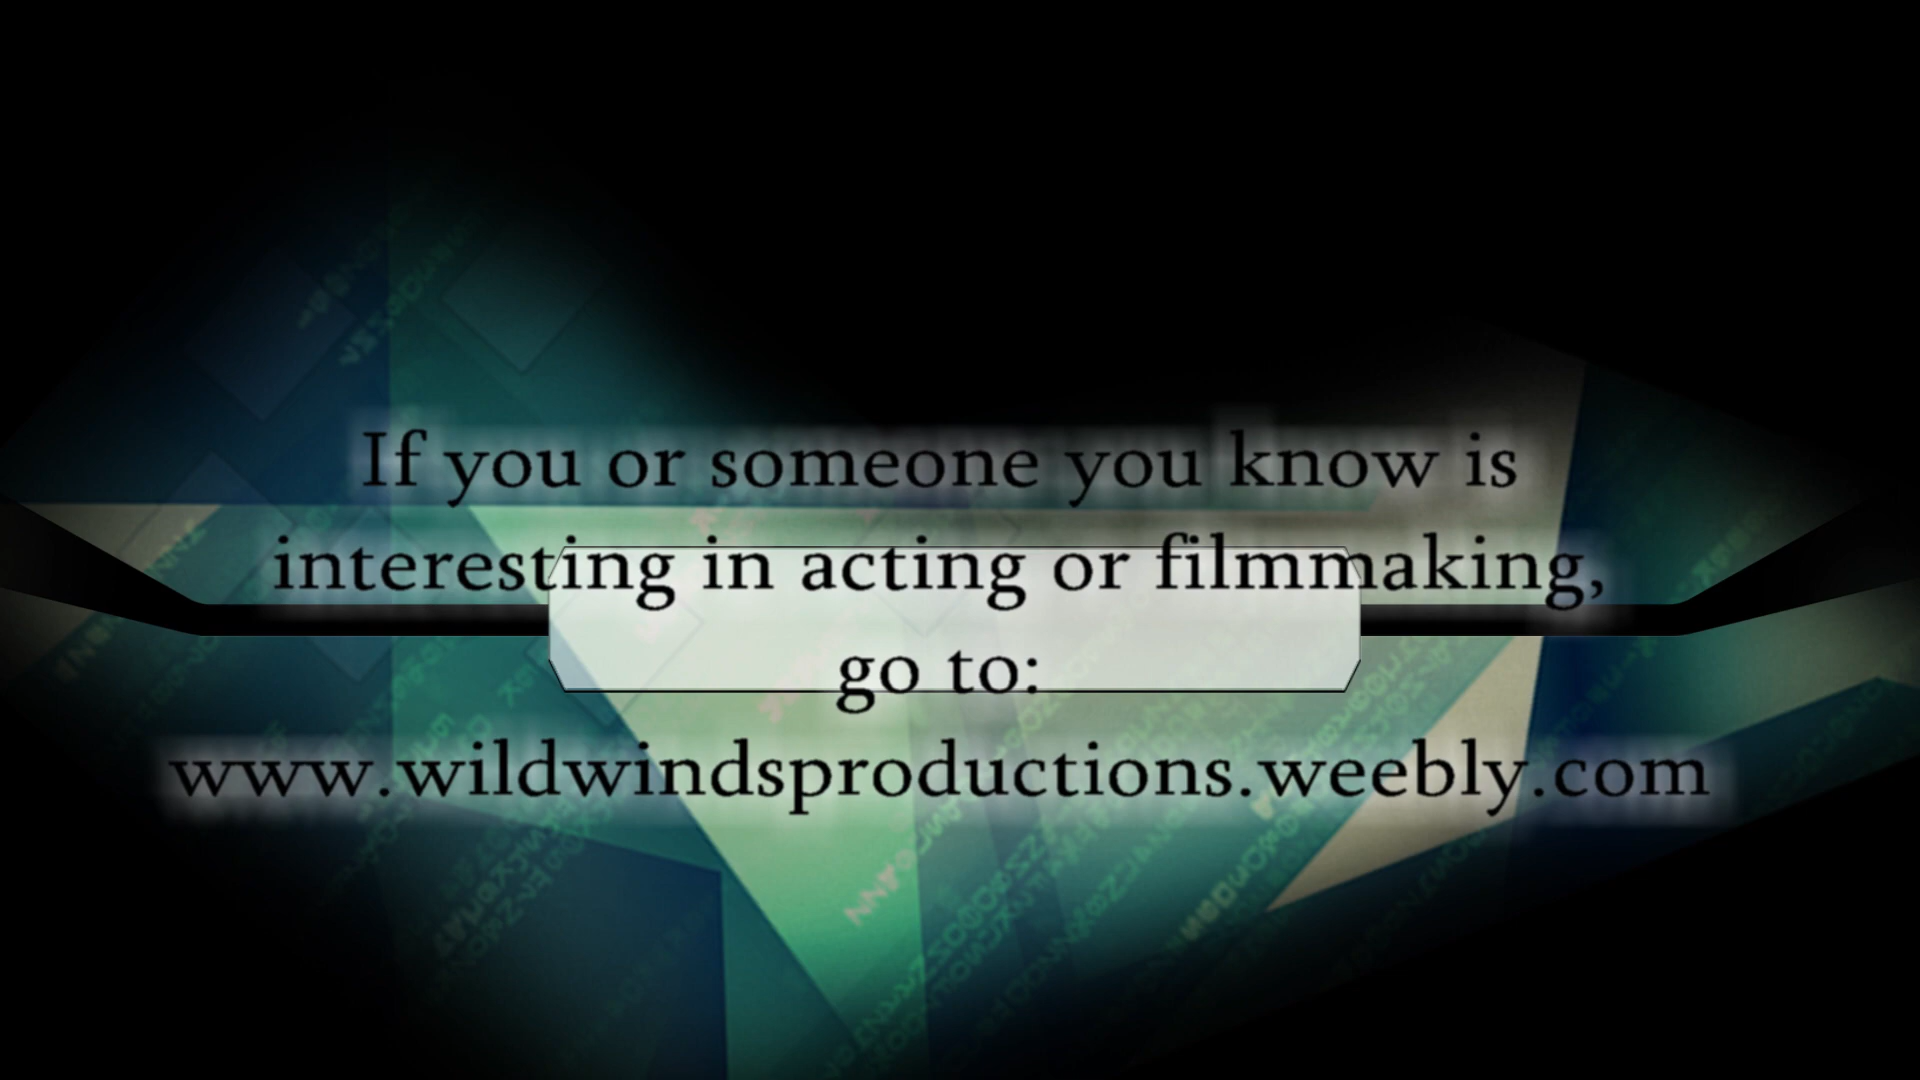 If you or someone you know is
interesting in acting or filmmaking,
go to:
www.wildwindsproductions.weebly.com